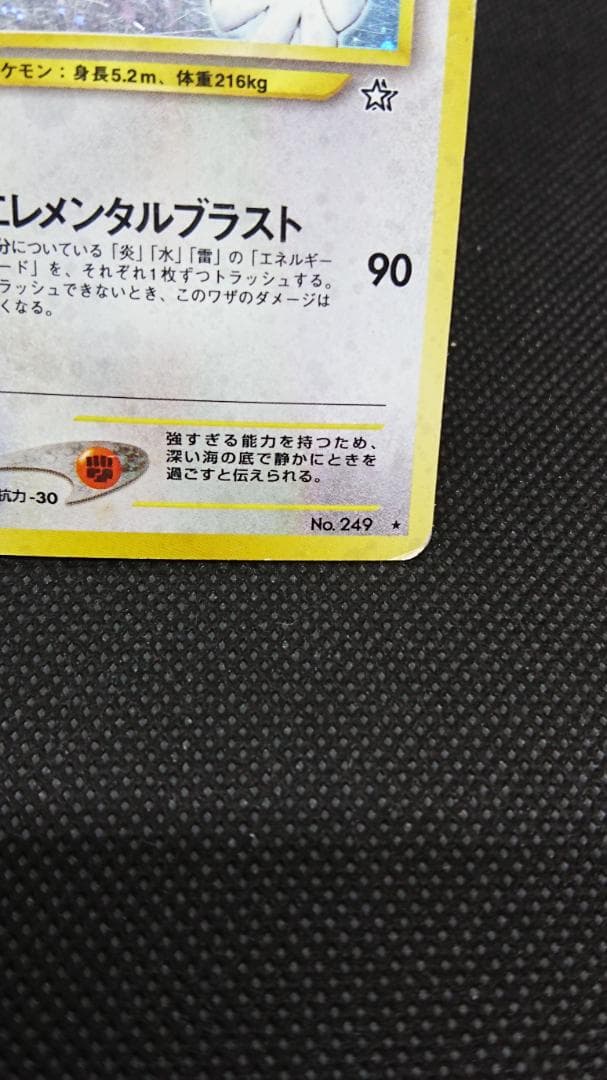 ケモン：身長5.2m、体重216kg
エレメンタルブラスト
分についている「炎」「水」「雷」の「エネルギー
ード」を、それぞれ1枚ずつトラッシュする。
ラッシュできないとき、このワザのダメージは
くなる。
90
強すぎる能力を持つため、
深い海の底で静かにときを
過ごすと伝えられる。
抗力-30
No. 249 ★